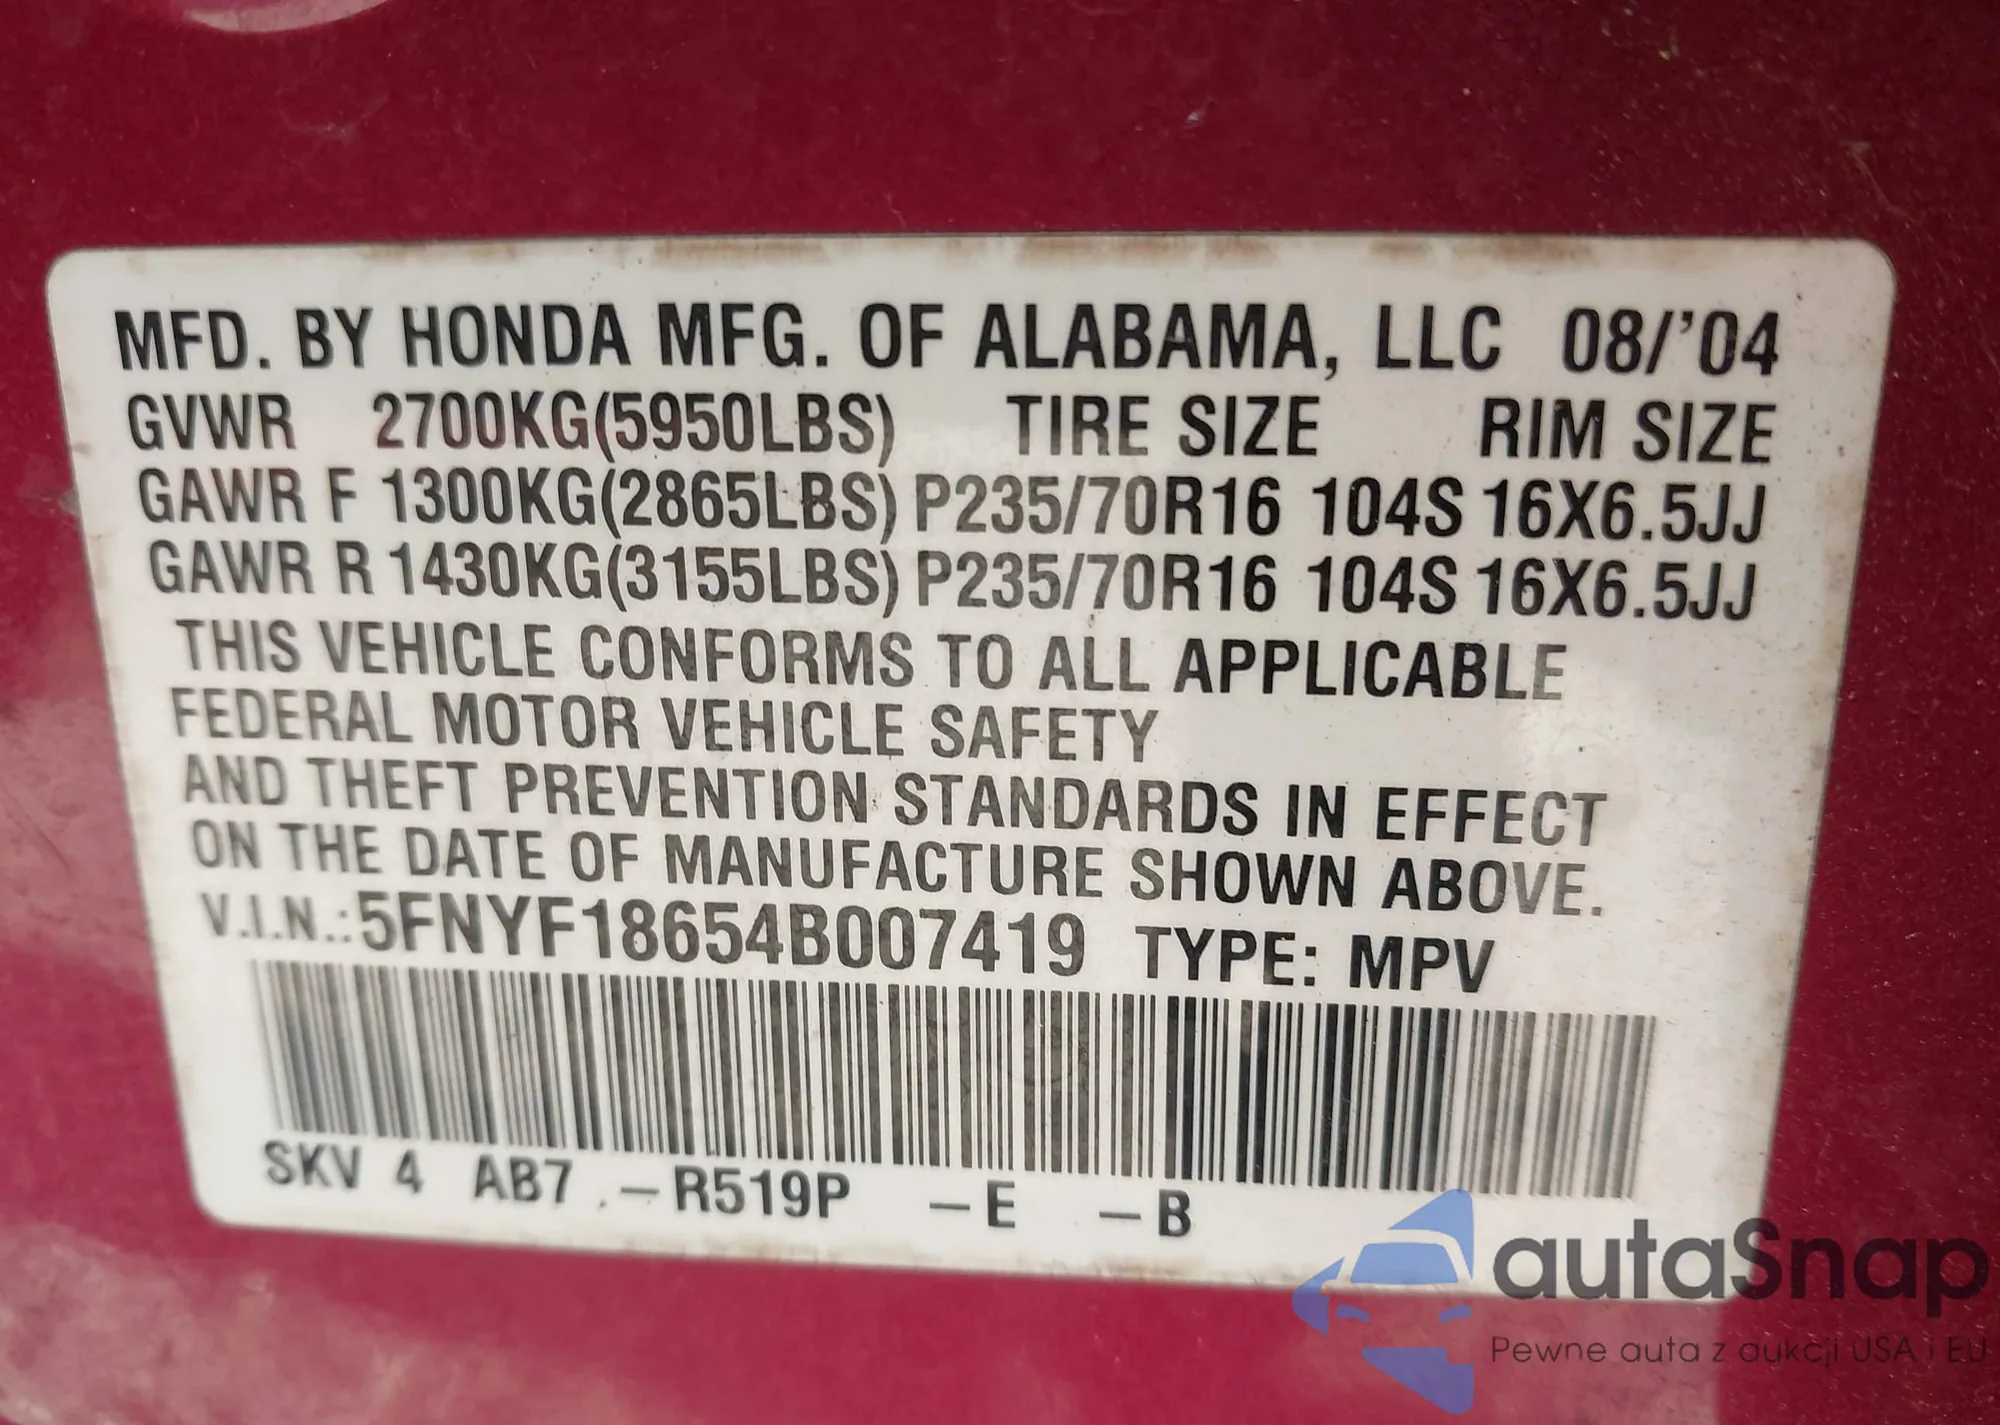 MFD. BY HONDA MFG. OF ALABAMA, LLC 08/'04
GVWR 2700KG(5950LBS) TIRE SIZE RIM SIZE
GAWR F 1300KG(2865LBS) P235/70R16 104S 16X6.5JJ
GAWR R 1430KG(3155LBS) P235/70R16 104S 16X6.5JJ
THIS VEHICLE CONFORMS TO ALL APPLICABLE
FEDERAL MOTOR VEHICLE SAFETY
AND THEFT PREVENTION STANDARDS IN EFFECT
ON THE DATE OF MANUFACTURE SHOWN ABOVE.
V.I.N.:5FNYF18654B007419 TYPE: MPV
SKV 4 AB7 -R519P -E -B
autaSnap
Pewne auta z aukcji USA i EU